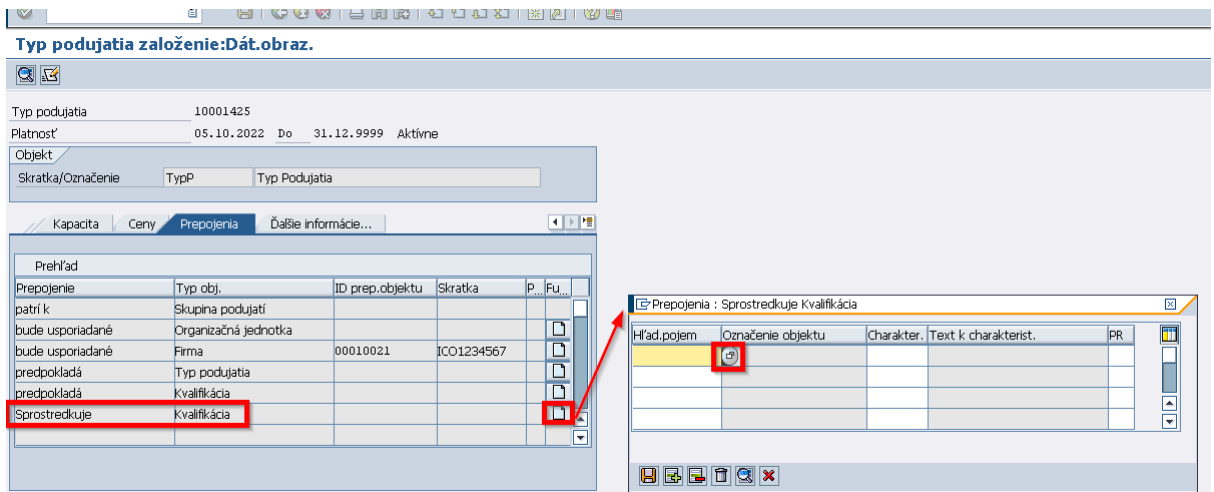 Typ podujatia založenie:Dát.obraz.
Typ podujatia 10001425
Platnosť 05.10.2022 Do 31.12.9999 Aktívne
Objekt
Skratka/Označenie TypP Typ Podujatia
Kapacita Ceny Prepojenia Ďalšie informácie...
Prehľad
Prepojenie Typ obj. ID prep.objektu Skratka P... Fu...
patrí k Skupina podujatí
bude usporiadané Organizačná jednotka
bude usporiadané Firma 00010021 ICO1234567
predpokladá Typ podujatia
predpokladá Kvalifikácia
Sprostredkuje Kvalifikácia
Prepojenia : Sprostredkuje Kvalifikácia
Hľad.pojem Označenie objektu Charakter. Text k charakterist. PR